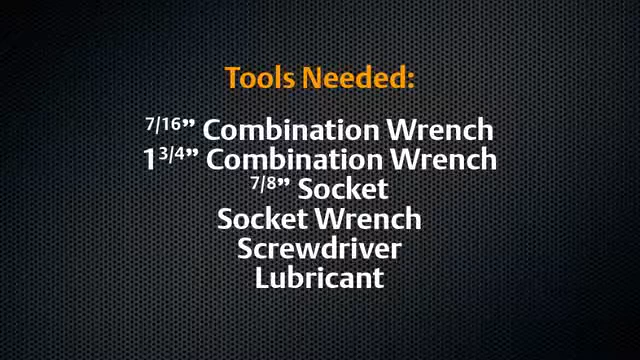 Tools Needed:
7/16” Combination Wrench
1 3/4” Combination Wrench
7/8” Socket
Socket Wrench
Screwdriver
Lubricant